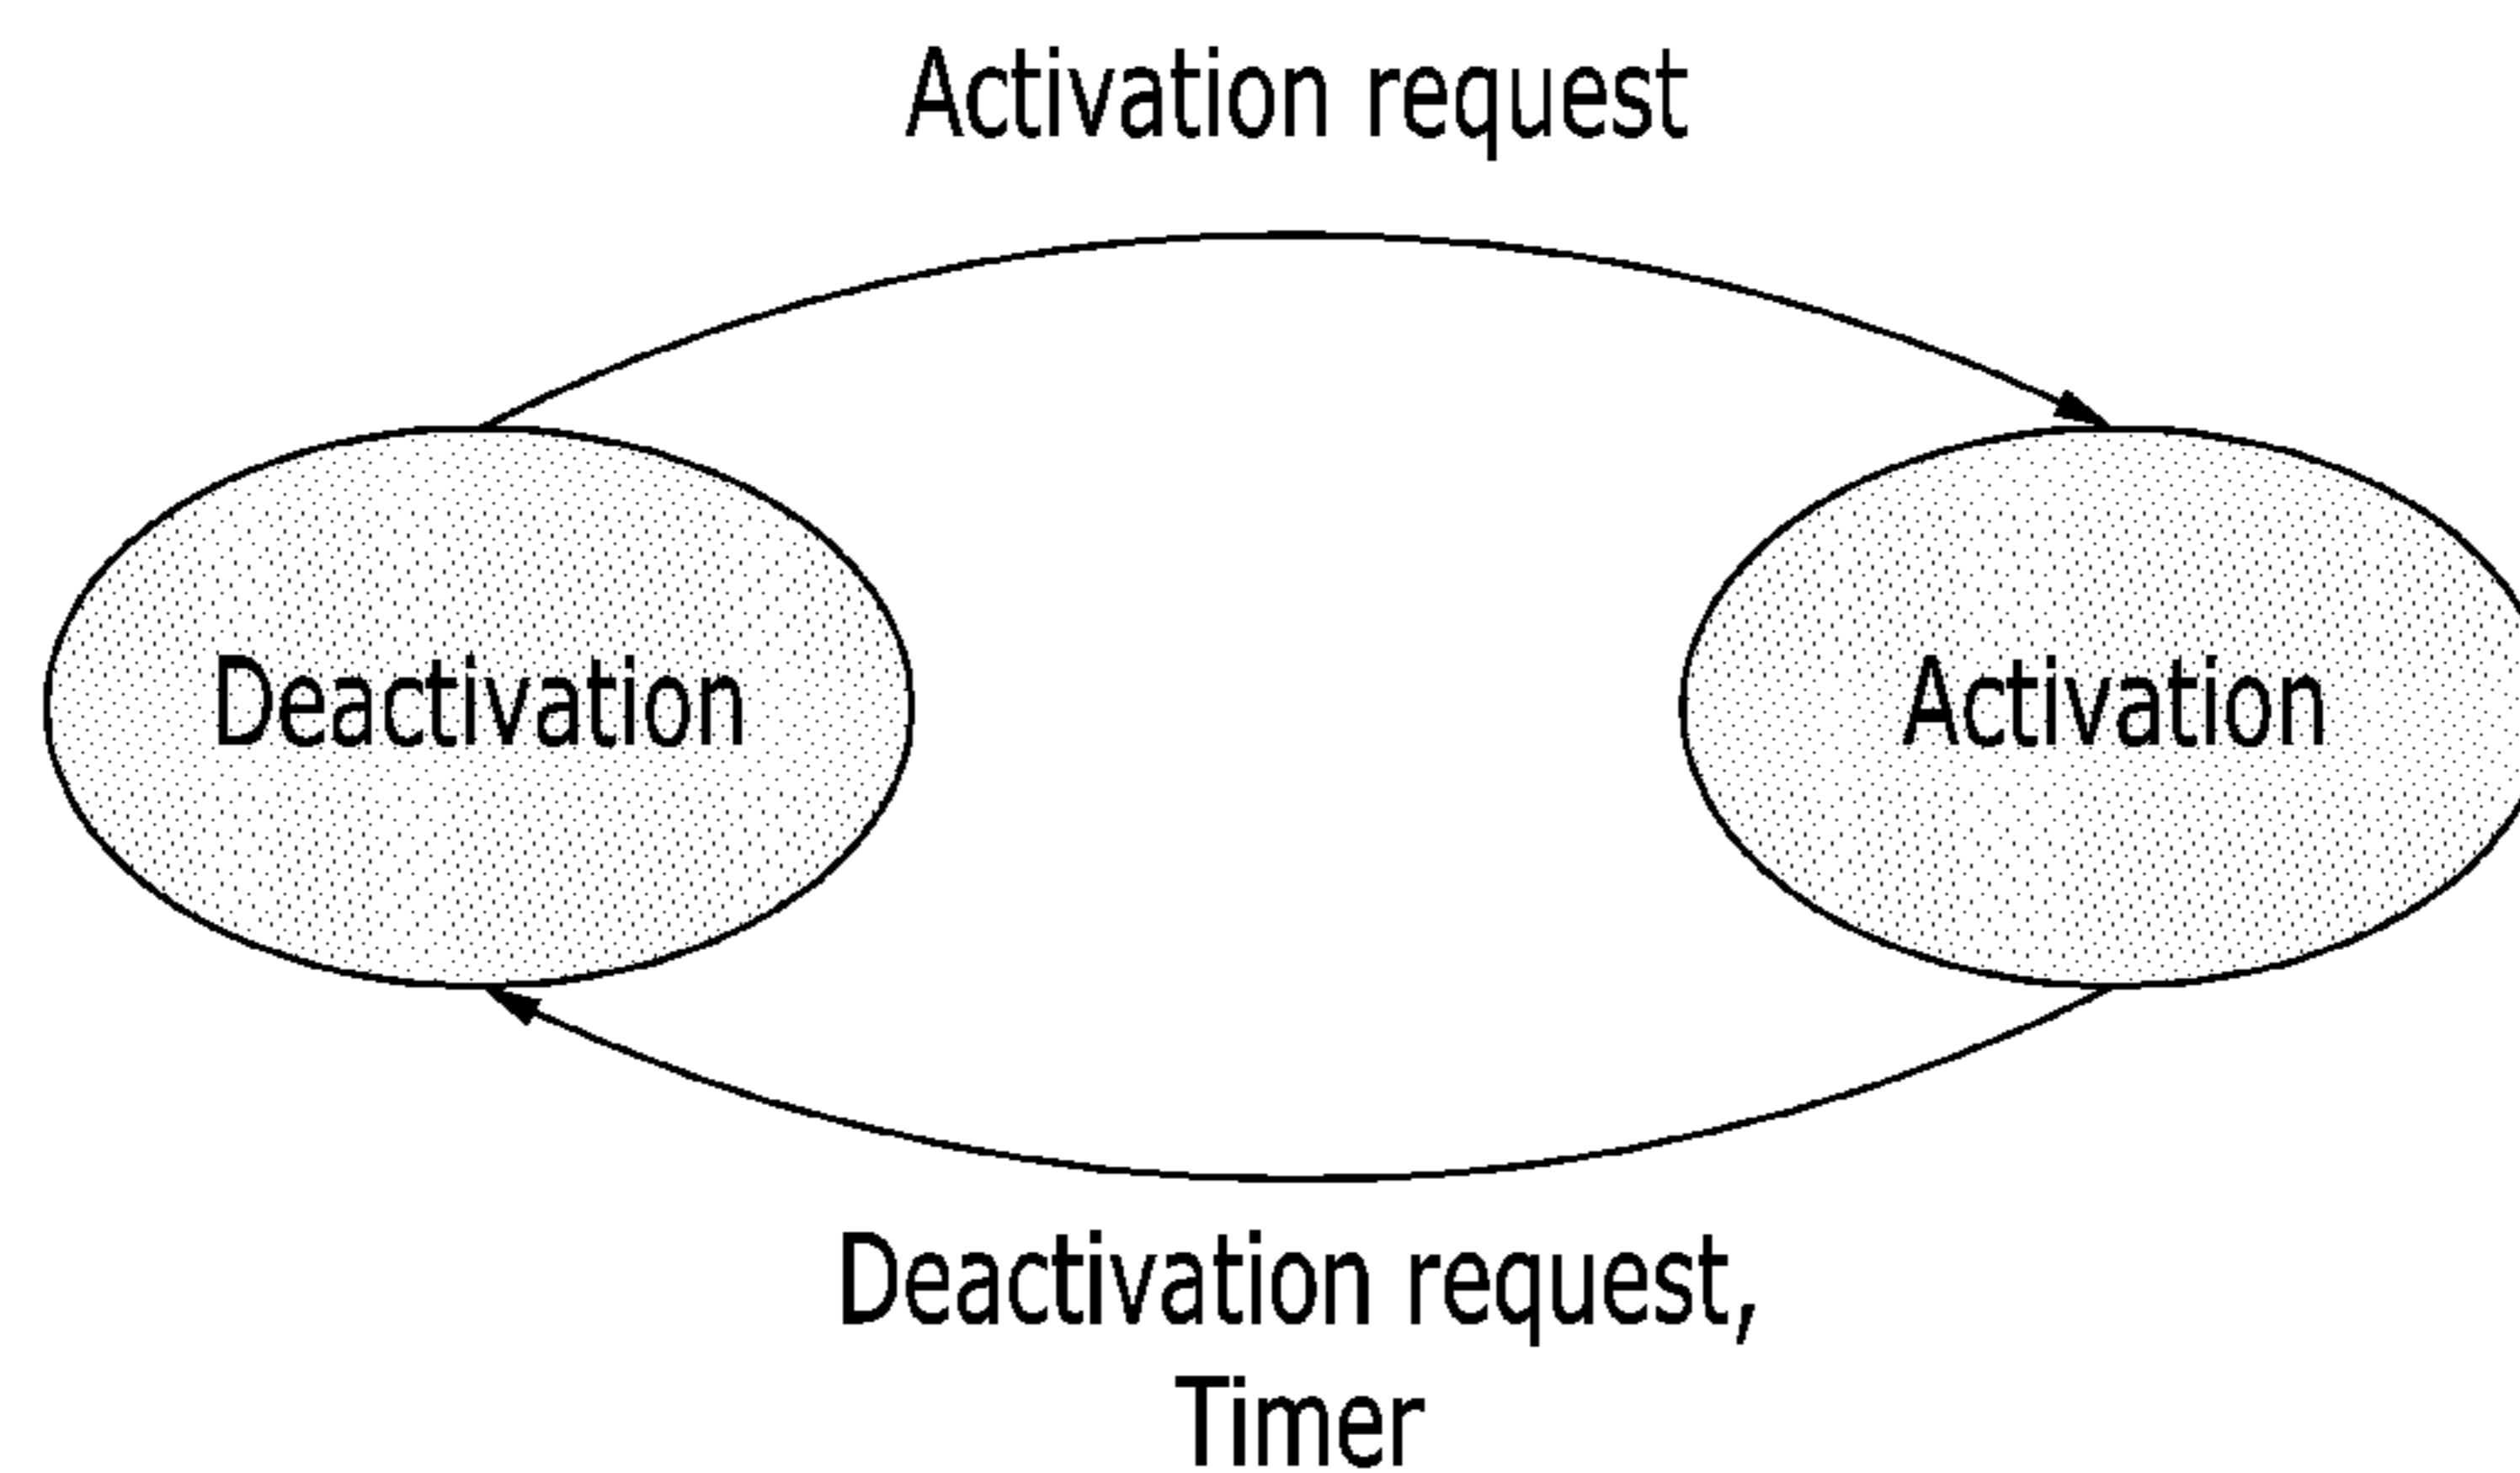 Activation request
Deactivation
Activation
Deactivation request,
Timer